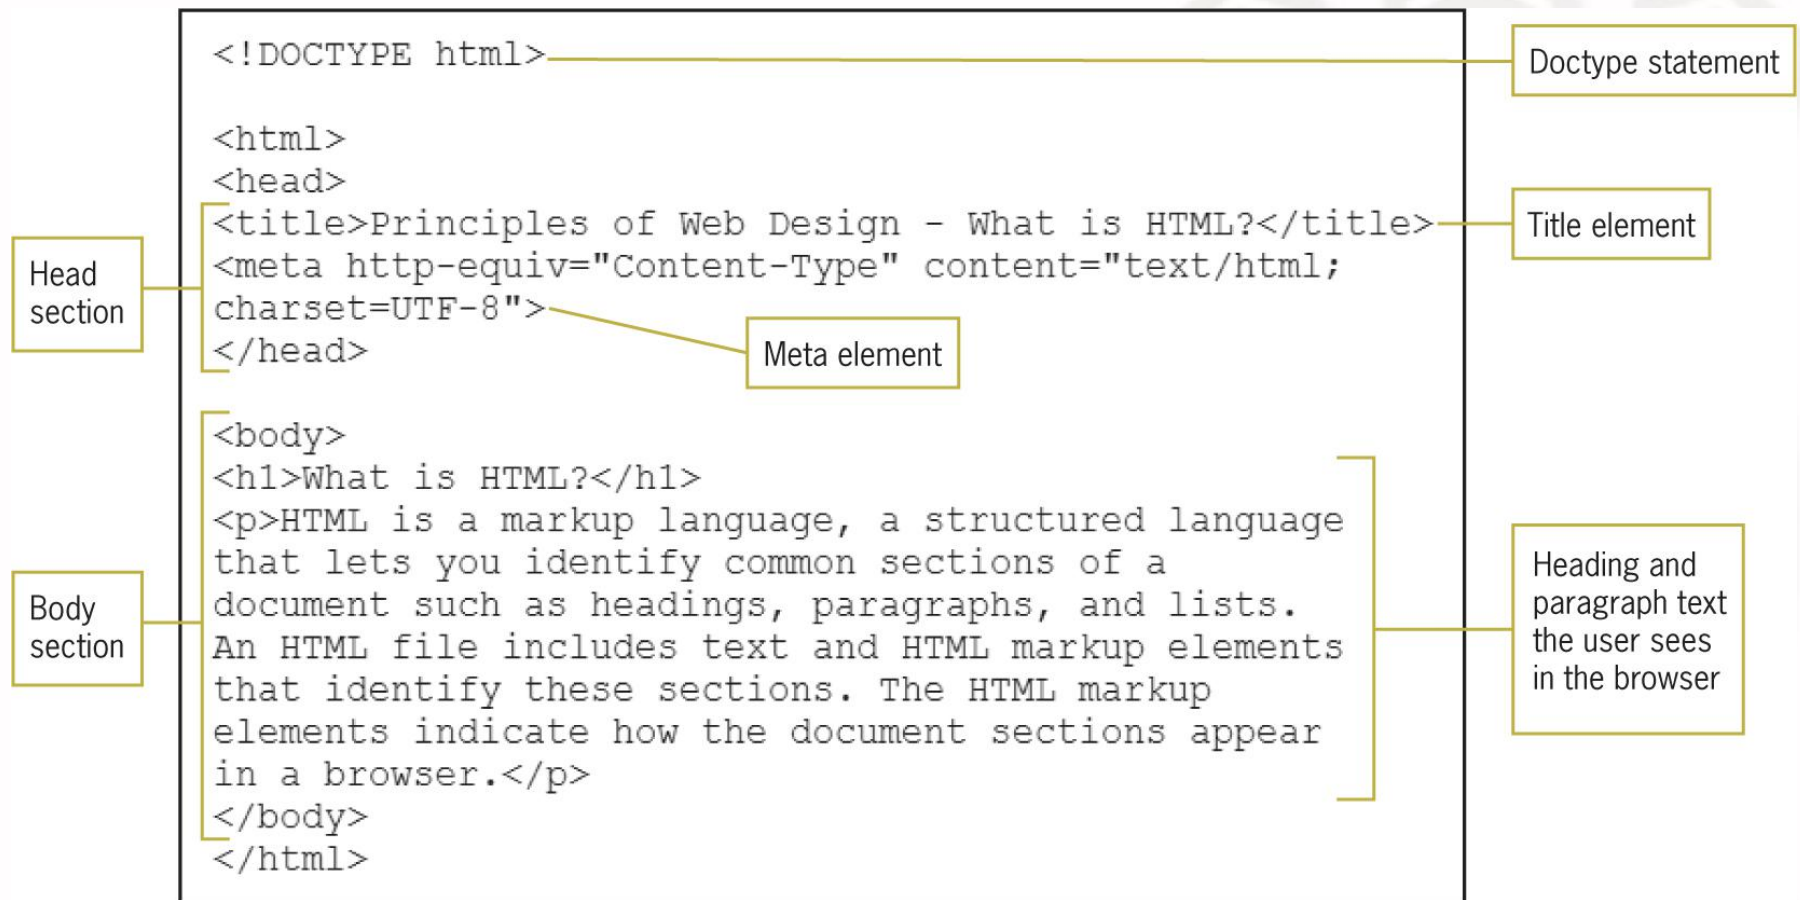 <!DOCTYPE html>
Doctype statement
<html>
<head>
<title>Principles of Web Design - What is HTML?</title>
Title element
<meta http-equiv="Content-Type" content="text/html;
charset=UTF-8">
</head>
Head
section
Meta element
<body>
<h1>What is HTML?</h1>
<p>HTML is a markup language, a structured language
that lets you identify common sections of a
document such as headings, paragraphs, and lists.
An HTML file includes text and HTML markup elements
that identify these sections. The HTML markup
elements indicate how the document sections appear
in a browser.</p>
</body>
</html>
Body
section
Heading and
paragraph text
the user sees
in the browser